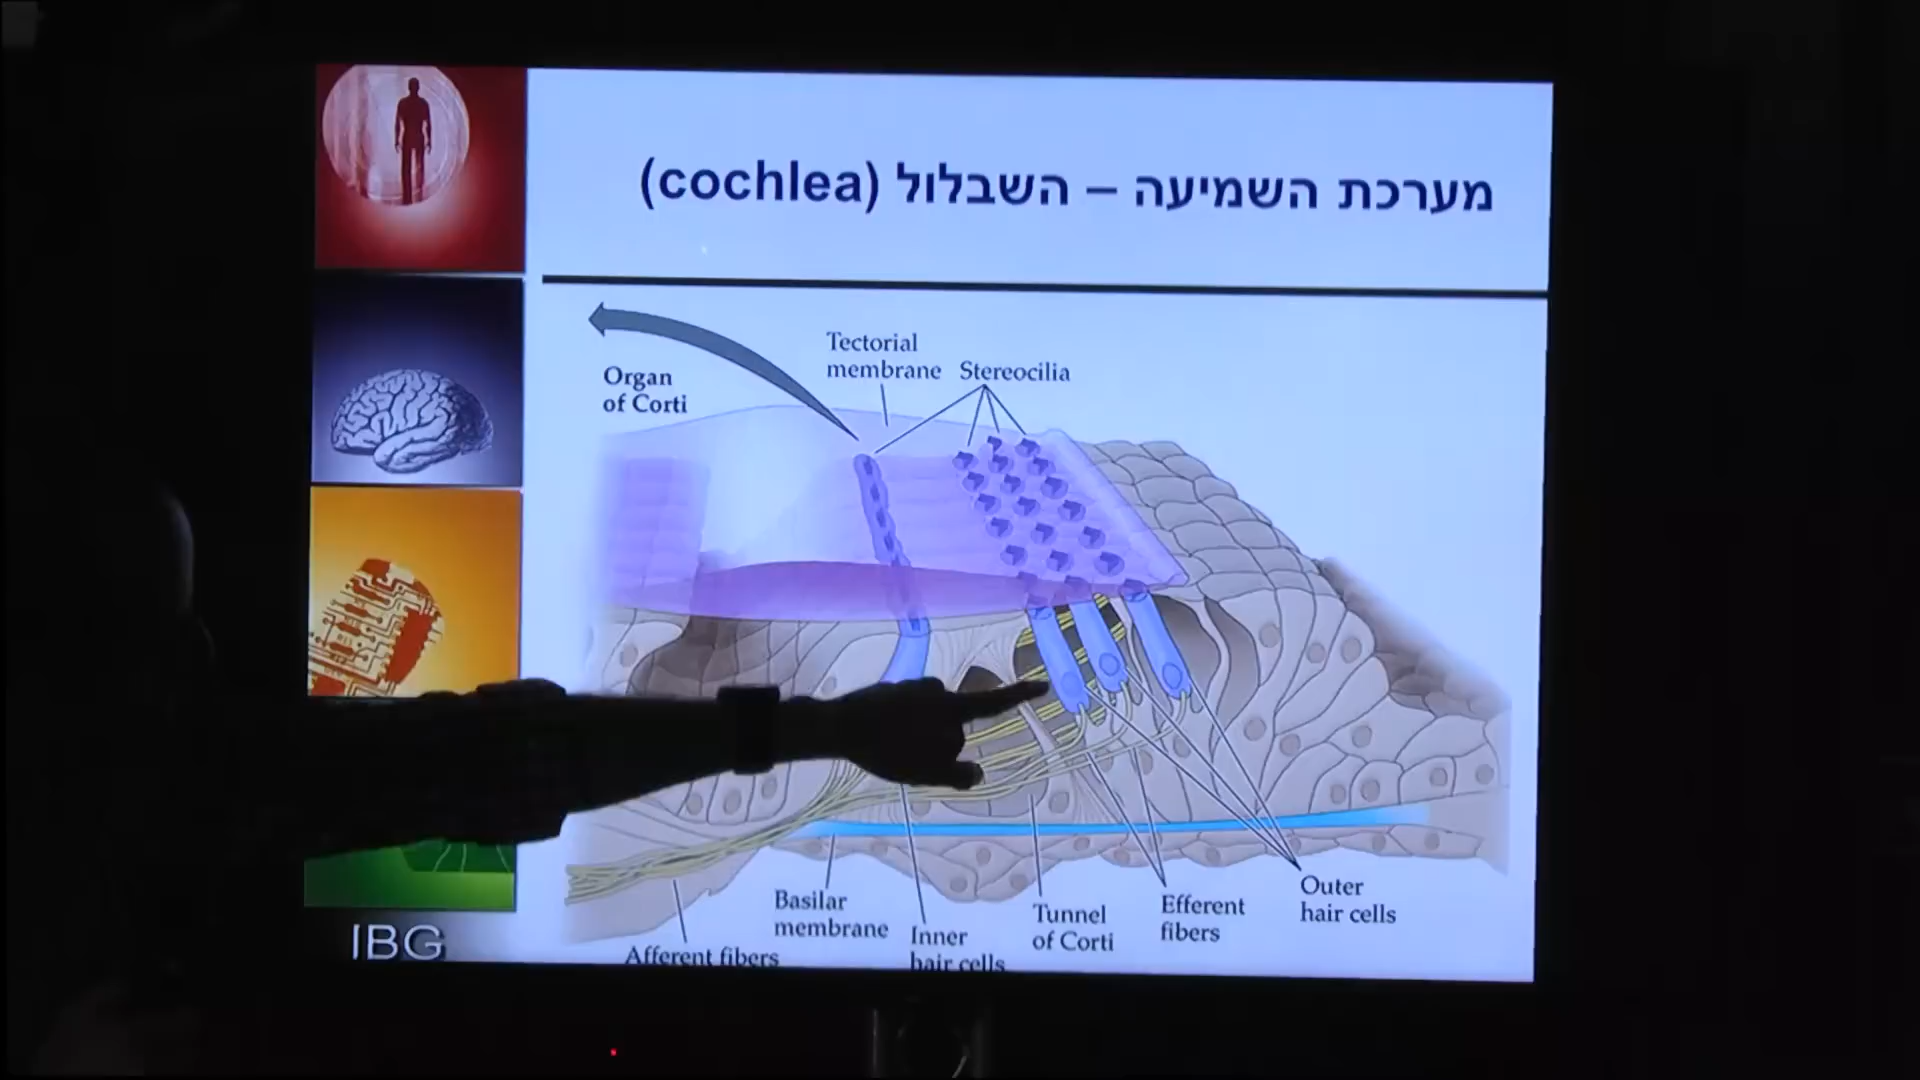 מערכת השמיעה – השבלול (cochlea)
Tectorial
membrane
Stereocilia
Organ
of Corti
Basilar
membrane
Afferent fibers
Inner
hair cells
Tunnel
of Corti
Efferent
fibers
Outer
hair cells
IBG